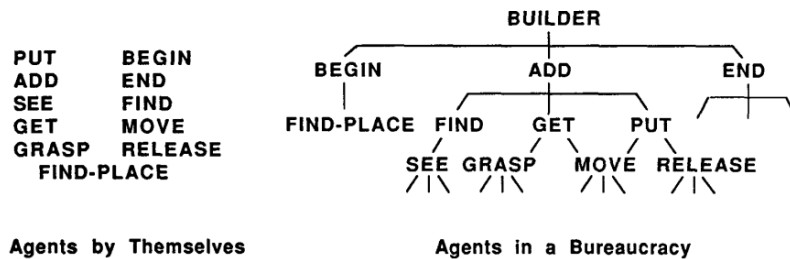 BUILDER
PUT BEGIN
ADD END
SEE FIND
GET MOVE
GRASP RELEASE
FIND-PLACE
BEGIN ADD END
FIND-PLACE FIND GET PUT
SEE GRASP MOVE RELEASE
Agents by Themselves
Agents in a Bureaucracy